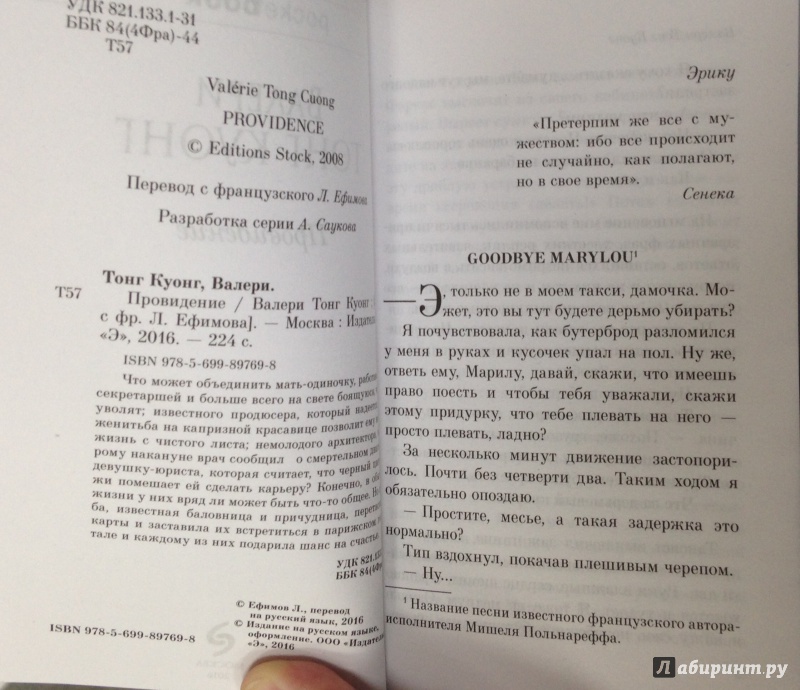 УДК 821.133.1-31
ББК 84(4Фра)-44
Т57
Valérie Tong Cuong
PROVIDENCE
© Editions Stock, 2008
Перевод с французского Л. Ефимова
Разработка серии А. Саукова
Тонг Куонг, Валери.
Т57 Провидение / Валери Тонг Куонг
с фр. Л. Ефимова]. — Москва : Издател
«Э», 2016. — 224 с.
ISBN 978-5-699-89769-8
Что может объединить мать-одиночку,
секретаршей и больше всего на свете боящуюся
уволят; известного продюсера, который
женитьба на капризной красавице позволит ему
жизнь с чистого листа; немолодого архитектора
рому накануне врач сообщил о смертельном
девушку-юриста, которая считает, что черный
жи помешает ей сделать карьеру? Конечно, в
жизни у них вряд ли может быть что-то общее.
ба, известная баловница и причудница,
карты и заставила их встретиться в парижском
тале и каждому из них подарила шанс на счастье
УДК 821.13
ББК 84(4Фр
© Ефимов Л., перевод
на русский язык, 2016
© Издание на русском языке,
оформление. ООО «Издател
«Э», 2016
ISBN 978-5-699-89769-8
Эрику
«Претерпим же все с му-
жеством: ибо все происходит
не случайно, как полагают,
но в свое время».
Сенека
GOODBYE MARYLOU¹
— Э, только не в моем такси, дамочка. Мо-
жет, это вы тут будете дерьмо убирать?
Я почувствовала, как бутерброд разломился
у меня в руках и кусочек упал на пол. Ну же,
ответь ему, Марилу, давай, скажи, что имеешь
право поесть и чтобы тебя уважали, скажи
этому придурку, что тебе плевать на него —
просто плевать, ладно?
За несколько минут движение застопори-
лось. Почти без четверти два. Таким ходом я
обязательно опоздаю.
— Простите, месье, а такая задержка это
нормально?
Тип вздохнул, покачав плешивым черепом.
— Ну...
¹ Название песни известного французского автора-
исполнителя Мишеля Польнареффа.
Лабиринт.ру